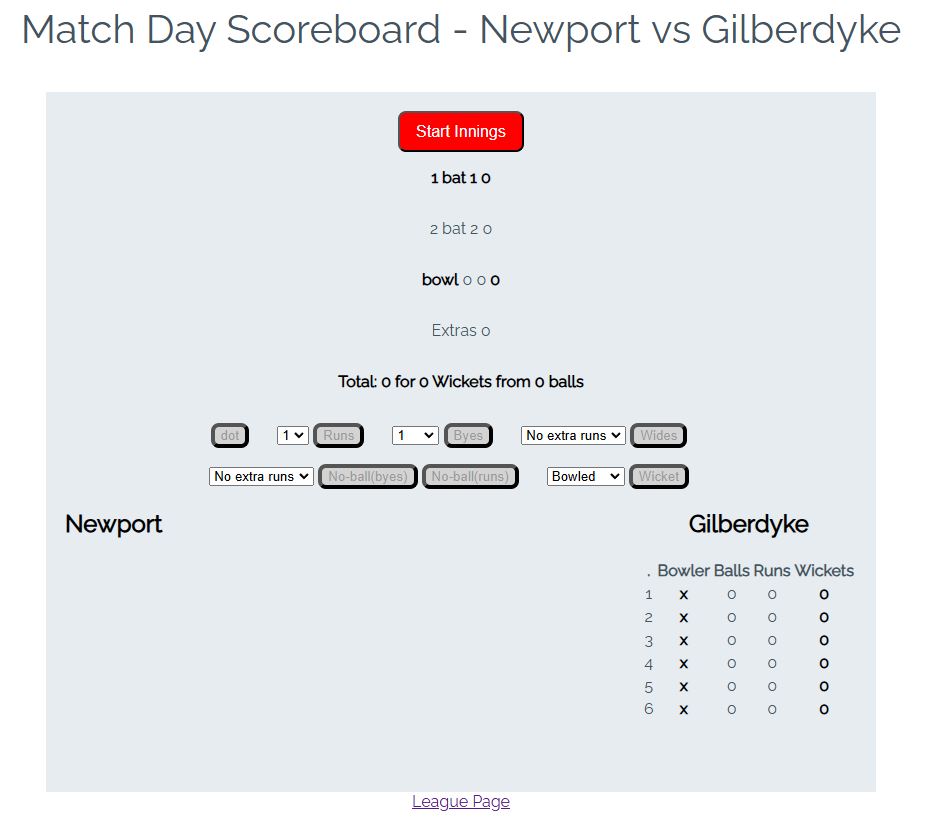 Match Day Scoreboard - Newport vs Gilberdyke
Start Innings
1 bat 1 0
2 bat 2 0
bowl 0 0 0
Extras 0
Total: 0 for 0 Wickets from 0 balls
dot 1 Runs 1 Byes No extra runs Wides
No extra runs No-ball(byes) No-ball(runs) Bowled Wicket
Newport
Gilberdyke
. Bowler Balls Runs Wickets
1 x 0 0 0
2 x 0 0 0
3 x 0 0 0
4 x 0 0 0
5 x 0 0 0
6 x 0 0 0
League Page